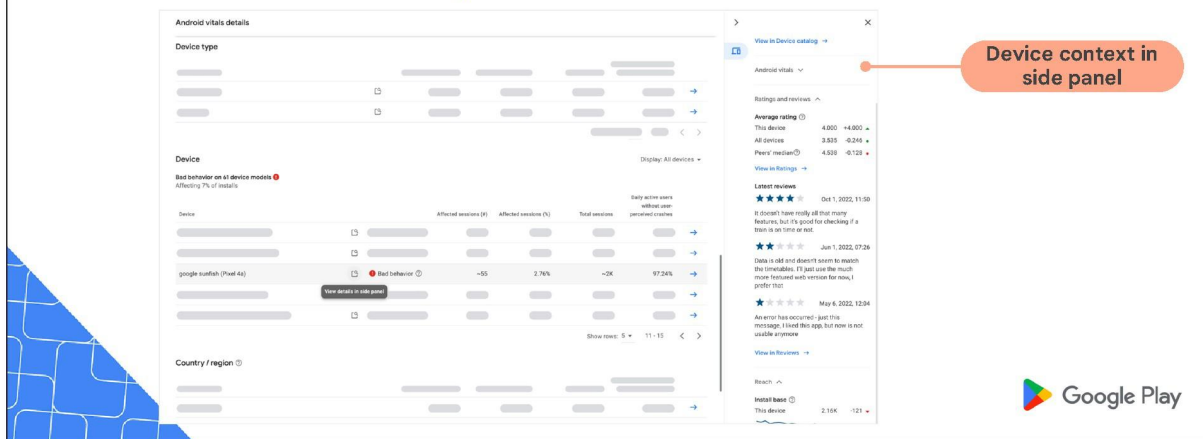 Android vitals details
Device type
Device
Display: All devices
Bad behavior on 61 device models
Affecting 7% of installs
Device
Affected sessions (#)
Affected sessions (%)
Total sessions
Daily active users
without user-
perceived crashes
google sunfish (Pixel 4a)
Bad behavior
~55
2.76%
~2K
97.24%
View details in side panel
Show rows: 5
11 - 15
Country / region
View in Device catalog →
Android vitals
Ratings and reviews
Average rating
This device 4.000 +4.000
All devices 3.535 -0.246
Peers' median 4.538 -0.128
View in Ratings →
Latest reviews
Oct 1, 2022, 11:50
It doesn't have really all that many
features, but it's good for checking if a
train is on time or not.
Jun 1, 2022, 07:26
Data is old and doesn't seem to match
the timetables. I'll just use the much
more featured web version for now, I
prefer that
May 6, 2022, 12:04
An error has occurred - just this
message, I liked this app, but now is not
usable anymore
View in Reviews →
Reach
Install base
This device 2.16K -121
Device context in
side panel
Google Play